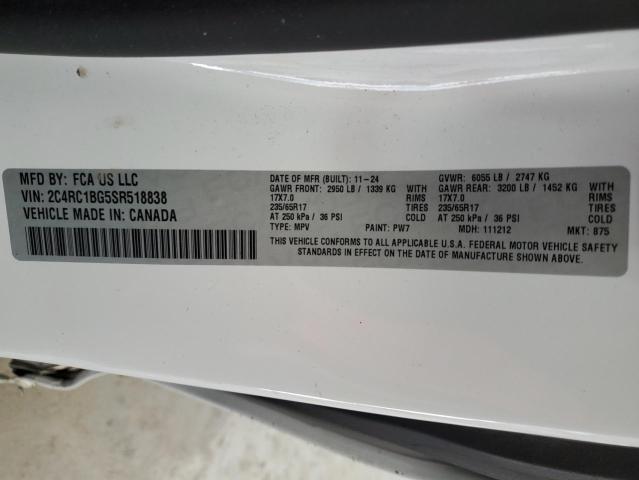 MFD BY: FCA US LLC
VIN: 2C4RC1BG5SR518838
VEHICLE MADE IN: CANADA
DATE OF MFR (BUILT): 11-24 GVWR: 6055 LB / 2747 KG
GAWR FRONT: 2950 LB / 1339 KG WITH GAWR REAR: 3200 LB / 1452 KG WITH
17X7.0 RIMS 17X7.0 RIMS
235/65R17 TIRES 235/65R17 TIRES
AT 250 kPa / 36 PSI COLD AT 250 kPa / 36 PSI COLD
TYPE: MPV PAINT: PW7 MDH: 111212 MKT: 875
THIS VEHICLE CONFORMS TO ALL APPLICABLE U.S.A. FEDERAL MOTOR VEHICLE SAFETY
STANDARDS IN EFFECT ON THE DATE OF MANUFACTURE SHOWN ABOVE.